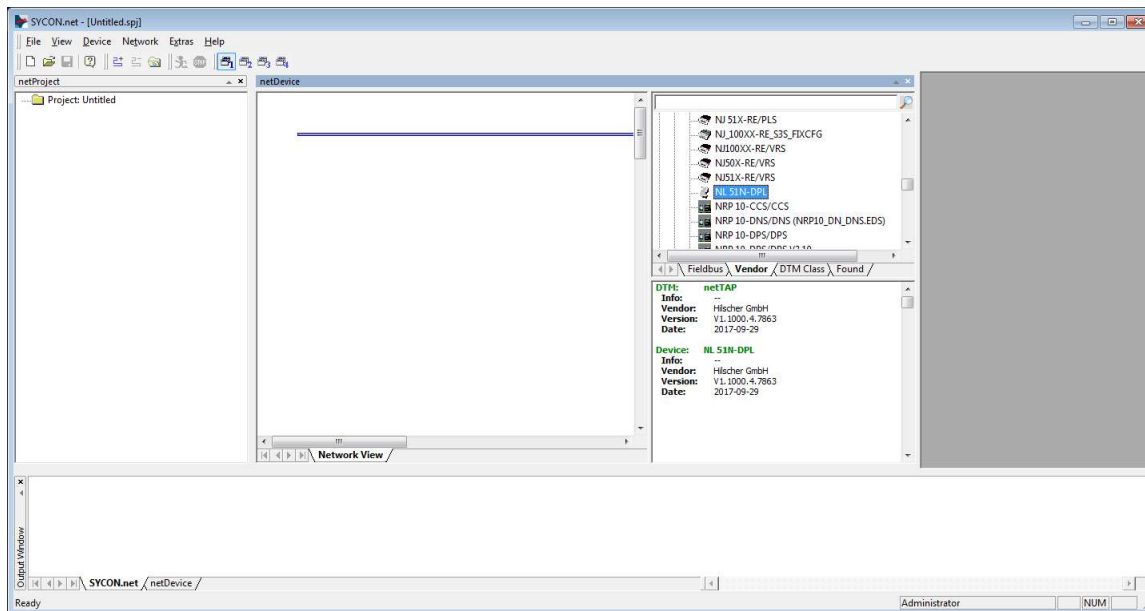 SYCON.net - [Untitled.spj]
File View Device Network Extras Help
netProject
netDevice
Project: Untitled
NJ 51X-RE/PLS
NJ_100XX-RE_S3S_FIXCFG
NJ100XX-RE/VRS
NJ50X-RE/VRS
NJ51X-RE/VRS
NL 51N-DPL
NRP 10-CCS/CCS
NRP 10-DNS/DNS (NRP10_DN_DNS.EDS)
NRP 10-DPS/DPS
Fieldbus Vendor DTM Class Found
DTM: netTAP
Info: --
Vendor: Hilscher GmbH
Version: V1.1000.4.7863
Date: 2017-09-29
Device: NL 51N-DPL
Info: --
Vendor: Hilscher GmbH
Version: V1.1000.4.7863
Date: 2017-09-29
Network View
Output Window
SYCON.net netDevice
Ready
Administrator
NUM